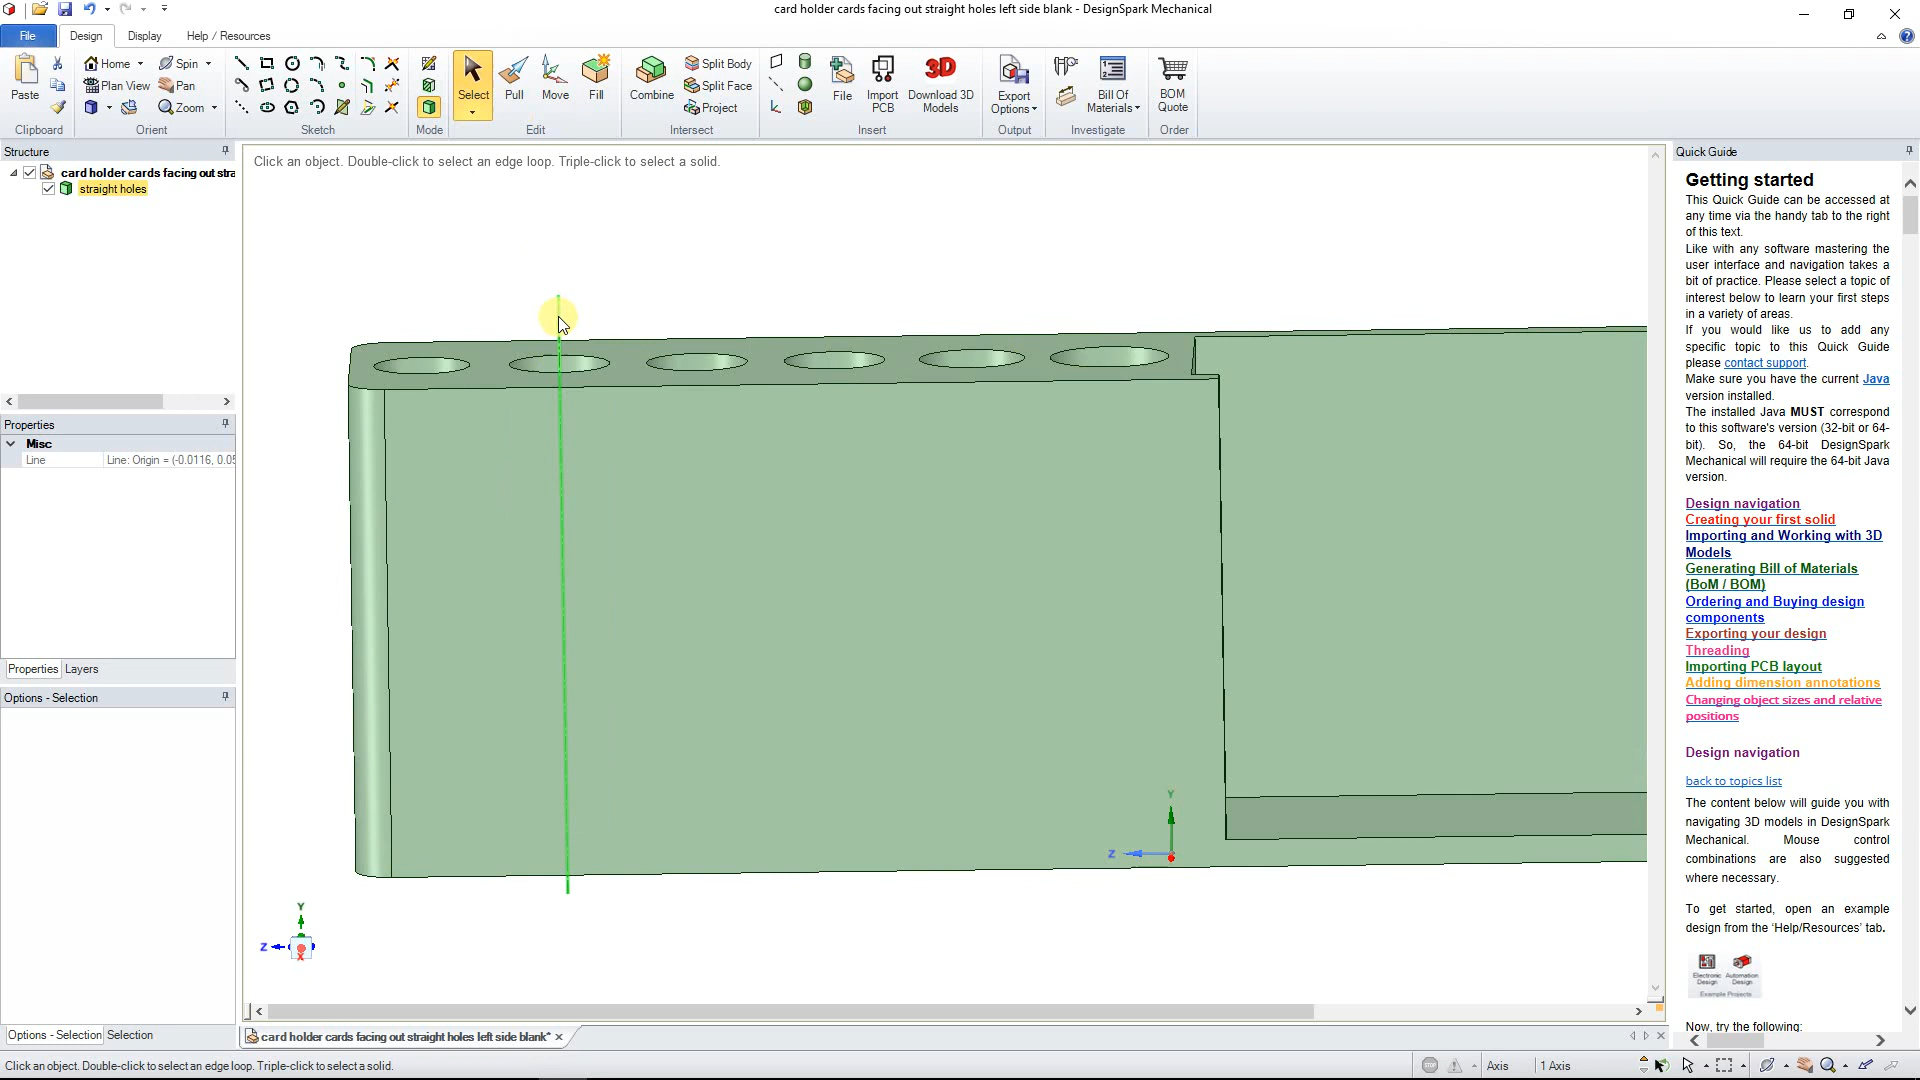 card holder cards facing out straight holes left side blank - DesignSpark Mechanical
File
Design
Display
Help / Resources
Paste
Home
Plan View
Spin
Pan
Zoom
Select
Pull
Move
Fill
Combine
Split Body
Split Face
Project
File
Import PCB
Download 3D Models
3D
Export Options
Bill Of Materials
BOM Quote
Clipboard
Orient
Sketch
Mode
Edit
Intersect
Insert
Output
Investigate
Order
Structure
card holder cards facing out stra
straight holes
Properties
Misc
Line
Line: Origin = (-0.0116, 0.05
Properties
Layers
Options - Selection
Options - Selection
Selection
Click an object. Double-click to select an edge loop. Triple-click to select a solid.
Y
Z
Y
Z
X
card holder cards facing out straight holes left side blank*
Quick Guide
Getting started
This Quick Guide can be accessed at
any time via the handy tab to the right
of this text.
Like with any software mastering the
user interface and navigation takes a
bit of practice. Please select a topic of
interest below to learn your first steps
in a variety of areas.
If you would like us to add any
specific topic to this Quick Guide
please contact support.
Make sure you have the current Java
version installed.
The installed Java MUST correspond
to this software's version (32-bit or 64-
bit). So, the 64-bit DesignSpark
Mechanical will require the 64-bit Java
version.
Design navigation
Creating your first solid
Importing and Working with 3D
Models
Generating Bill of Materials
(BoM / BOM)
Ordering and Buying design
components
Exporting your design
Threading
Importing PCB layout
Adding dimension annotations
Changing object sizes and relative
positions
Design navigation
back to topics list
The content below will guide you with
navigating 3D models in DesignSpark
Mechanical. Mouse control
combinations are also suggested
where necessary.
To get started, open an example
design from the 'Help/Resources' tab.
Electronic Design
Automation Design
Example Projects
Now, try the following:
Click an object. Double-click to select an edge loop. Triple-click to select a solid.
Axis
1 Axis